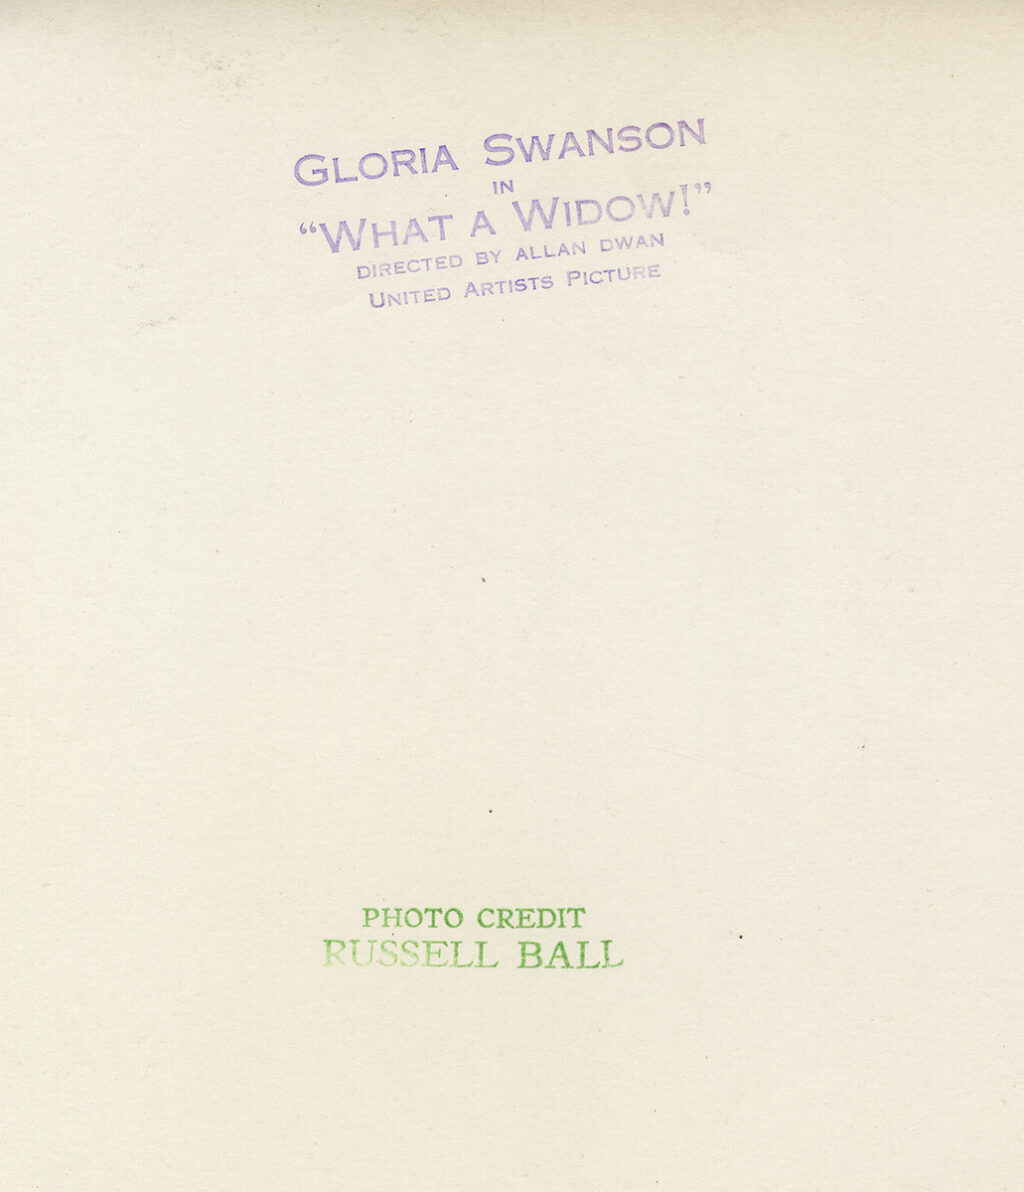 GLORIA SWANSON
IN
“WHAT A WIDOW!”
DIRECTED BY ALLAN DWAN
UNITED ARTISTS PICTURE
PHOTO CREDIT
RUSSELL BALL